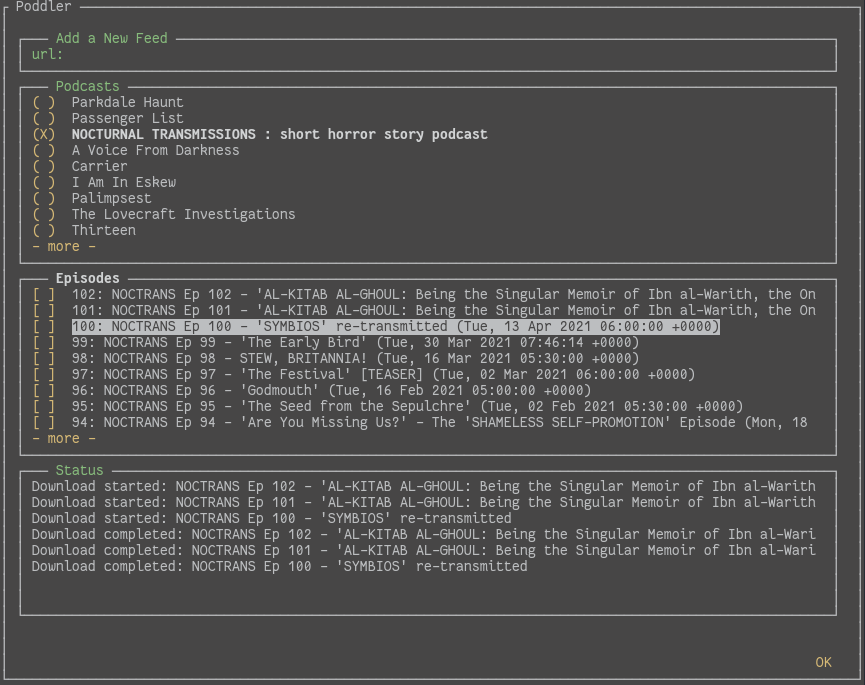 Poddler
Add a New Feed
url:
Podcasts
( ) Parkdale Haunt
( ) Passenger List
(X) NOCTURNAL TRANSMISSIONS : short horror story podcast
( ) A Voice From Darkness
( ) Carrier
( ) I Am In Eskew
( ) Palimpsest
( ) The Lovecraft Investigations
( ) Thirteen
- more -
Episodes
[ ] 102: NOCTRANS Ep 102 - 'AL-KITAB AL-GHOUL: Being the Singular Memoir of Ibn al-Warith, the On
[ ] 101: NOCTRANS Ep 101 - 'AL-KITAB AL-GHOUL: Being the Singular Memoir of Ibn al-Warith, the On
[ ] 100: NOCTRANS Ep 100 - 'SYMBIOS' re-transmitted (Tue, 13 Apr 2021 06:00:00 +0000)
[ ] 99: NOCTRANS Ep 99 - 'The Early Bird' (Tue, 30 Mar 2021 07:46:14 +0000)
[ ] 98: NOCTRANS Ep 98 - STEW, BRITANNIA! (Tue, 16 Mar 2021 05:30:00 +0000)
[ ] 97: NOCTRANS Ep 97 - 'The Festival' [TEASER] (Tue, 02 Mar 2021 06:00:00 +0000)
[ ] 96: NOCTRANS Ep 96 - 'Godmouth' (Tue, 16 Feb 2021 05:00:00 +0000)
[ ] 95: NOCTRANS Ep 95 - 'The Seed from the Sepulchre' (Tue, 02 Feb 2021 05:30:00 +0000)
[ ] 94: NOCTRANS Ep 94 - 'Are You Missing Us?' - The 'SHAMELESS SELF-PROMOTION' Episode (Mon, 18
- more -
Status
Download started: NOCTRANS Ep 102 - 'AL-KITAB AL-GHOUL: Being the Singular Memoir of Ibn al-Warith
Download started: NOCTRANS Ep 101 - 'AL-KITAB AL-GHOUL: Being the Singular Memoir of Ibn al-Warith
Download started: NOCTRANS Ep 100 - 'SYMBIOS' re-transmitted
Download completed: NOCTRANS Ep 102 - 'AL-KITAB AL-GHOUL: Being the Singular Memoir of Ibn al-Wari
Download completed: NOCTRANS Ep 101 - 'AL-KITAB AL-GHOUL: Being the Singular Memoir of Ibn al-Wari
Download completed: NOCTRANS Ep 100 - 'SYMBIOS' re-transmitted
OK